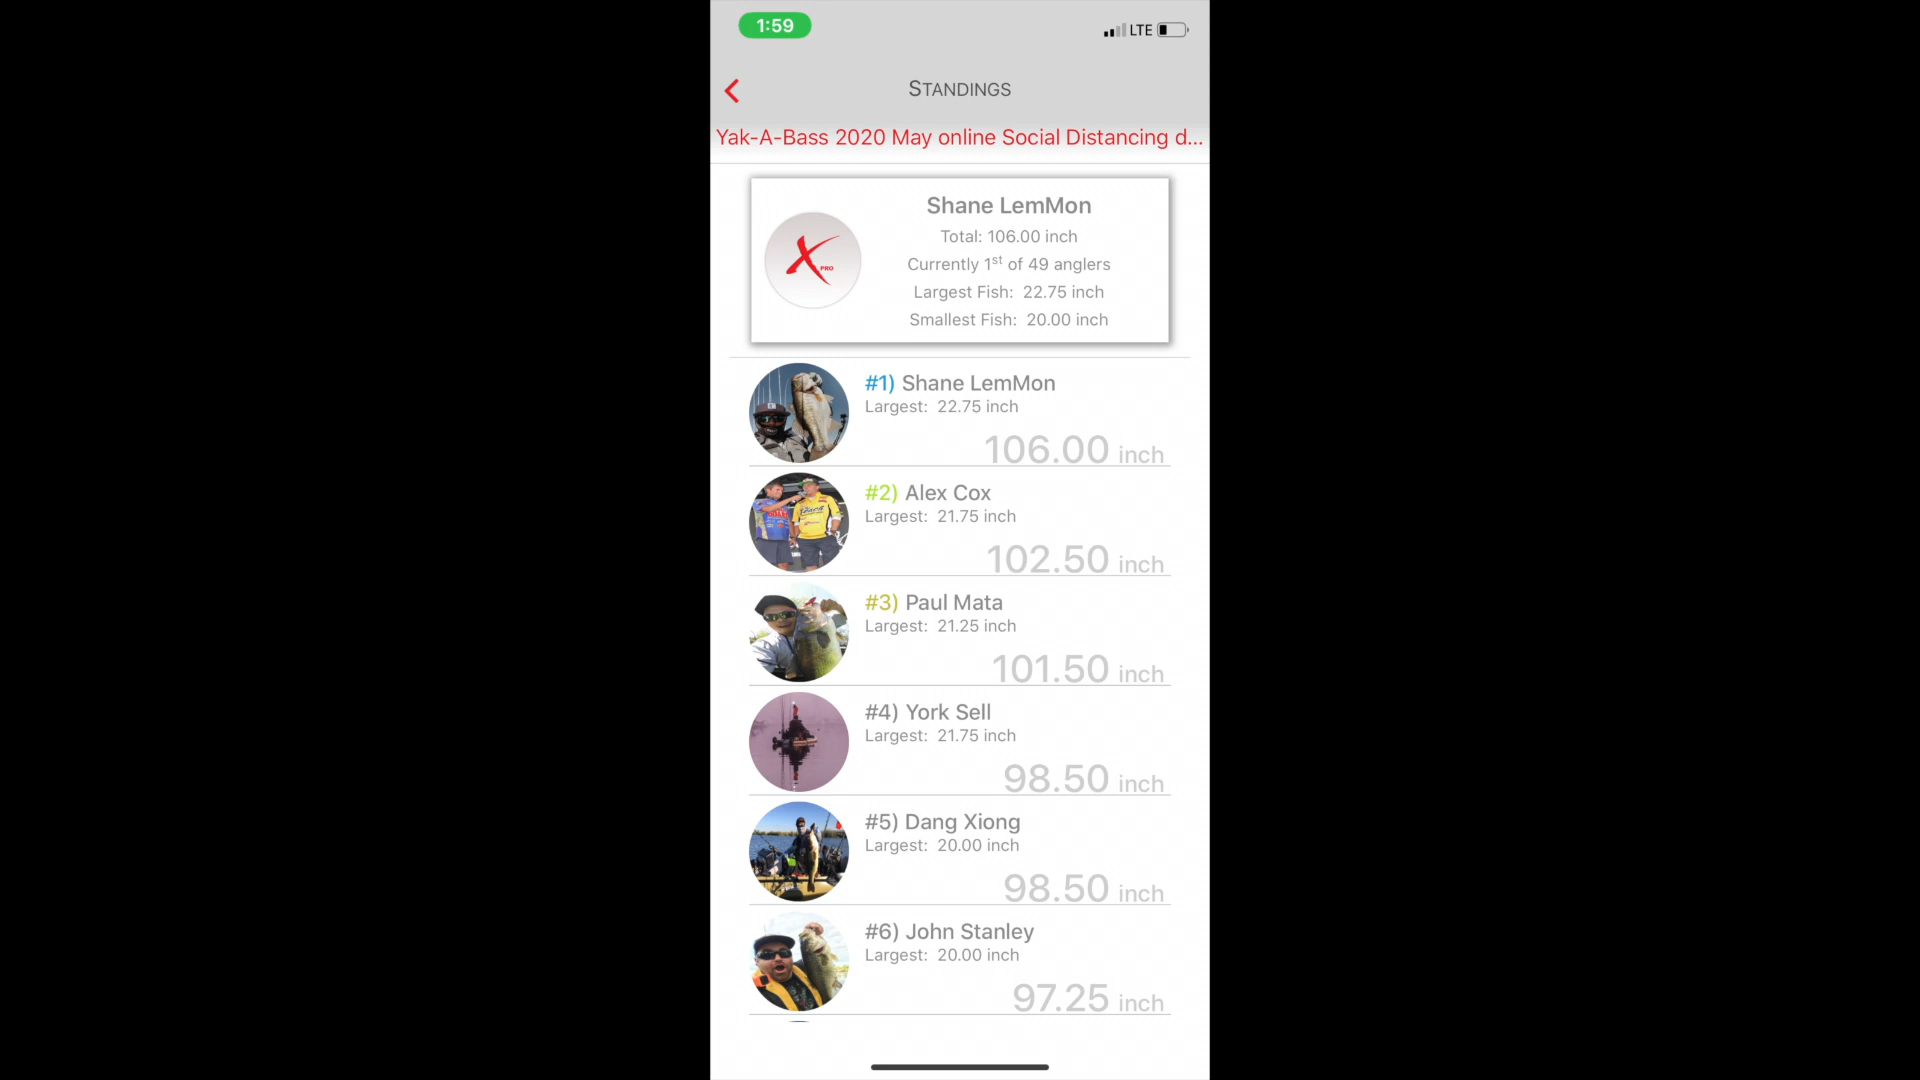 1:59
LTE
STANDINGS
Yak-A-Bass 2020 May online Social Distancing d...
Shane LemMon
Total: 106.00 inch
Currently 1st of 49 anglers
Largest Fish: 22.75 inch
Smallest Fish: 20.00 inch
X PRO
#1) Shane LemMon
Largest: 22.75 inch
106.00 inch
#2) Alex Cox
Largest: 21.75 inch
102.50 inch
#3) Paul Mata
Largest: 21.25 inch
101.50 inch
#4) York Sell
Largest: 21.75 inch
98.50 inch
#5) Dang Xiong
Largest: 20.00 inch
98.50 inch
#6) John Stanley
Largest: 20.00 inch
97.25 inch